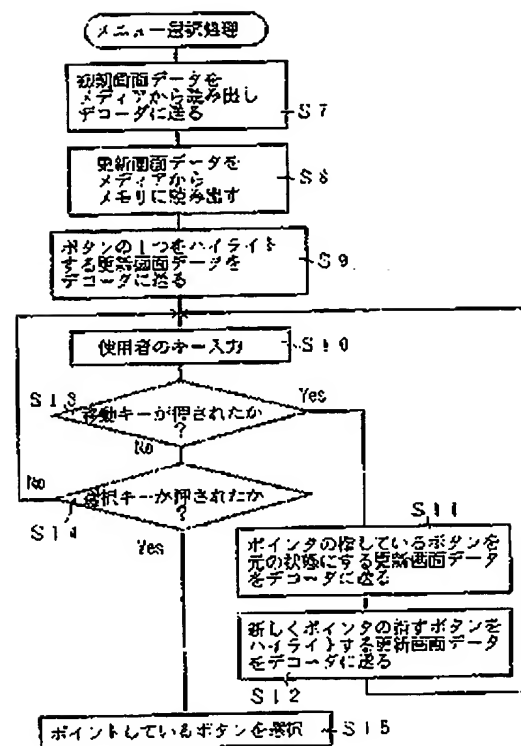 メニュー選択処理
初期画面データを
メディアから読み出し
デコーダに送る
S7
更新画面データを
メディアから
メモリに読み出す
S8
ボタンの1つをハイライト
する更新画面データを
デコーダに送る
S9
使用者のキー入力
S10
S13
移動キーが押されたか
?
Yes
No
選択キーが押されたか
?
No
S14
Yes
S11
ポインタの指しているボタンを
元の状態にする更新画面データ
をデコーダに送る
新しくポインタの指すボタンを
ハイライトする更新画面データ
をデコーダに送る
S12
ポイントしているボタンを選択
S15